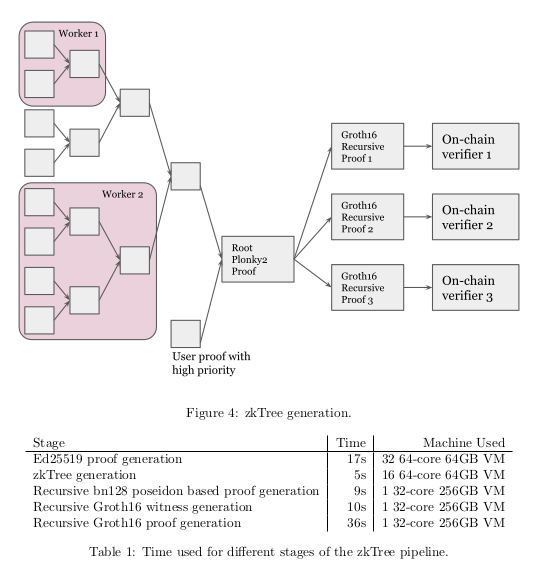 Worker 1
Worker 2
Groth16
Recursive
Proof 1
On-chain
verifier 1
Groth16
Recursive
Proof 2
On-chain
verifier 2
Root
Plonky2
Proof
Groth16
Recursive
Proof 3
On-chain
verifier 3
User proof with
high priority
Figure 4: zkTree generation.
Stage Time Machine Used
Ed25519 proof generation 17s 32 64-core 64GB VM
zkTree generation 5s 16 64-core 64GB VM
Recursive bn128 poseidon based proof generation 9s 1 32-core 256GB VM
Recursive Groth16 witness generation 10s 1 32-core 256GB VM
Recursive Groth16 proof generation 36s 1 32-core 256GB VM
Table 1: Time used for different stages of the zkTree pipeline.